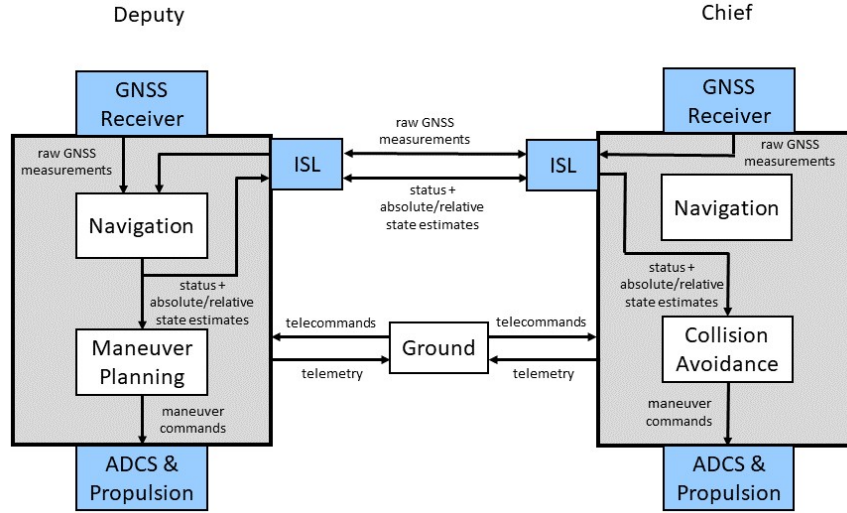 Deputy
Chief
GNSS
Receiver
GNSS
Receiver
raw GNSS
measurements
ISL
raw GNSS
measurements
ISL
raw GNSS
measurements
Navigation
status +
absolute/relative
state estimates
Navigation
status +
absolute/relative
state estimates
status +
absolute/relative
state estimates
Maneuver
Planning
telecommands
telemetry
Ground
telecommands
telemetry
Collision
Avoidance
maneuver
commands
maneuver
commands
ADCS &
Propulsion
ADCS &
Propulsion